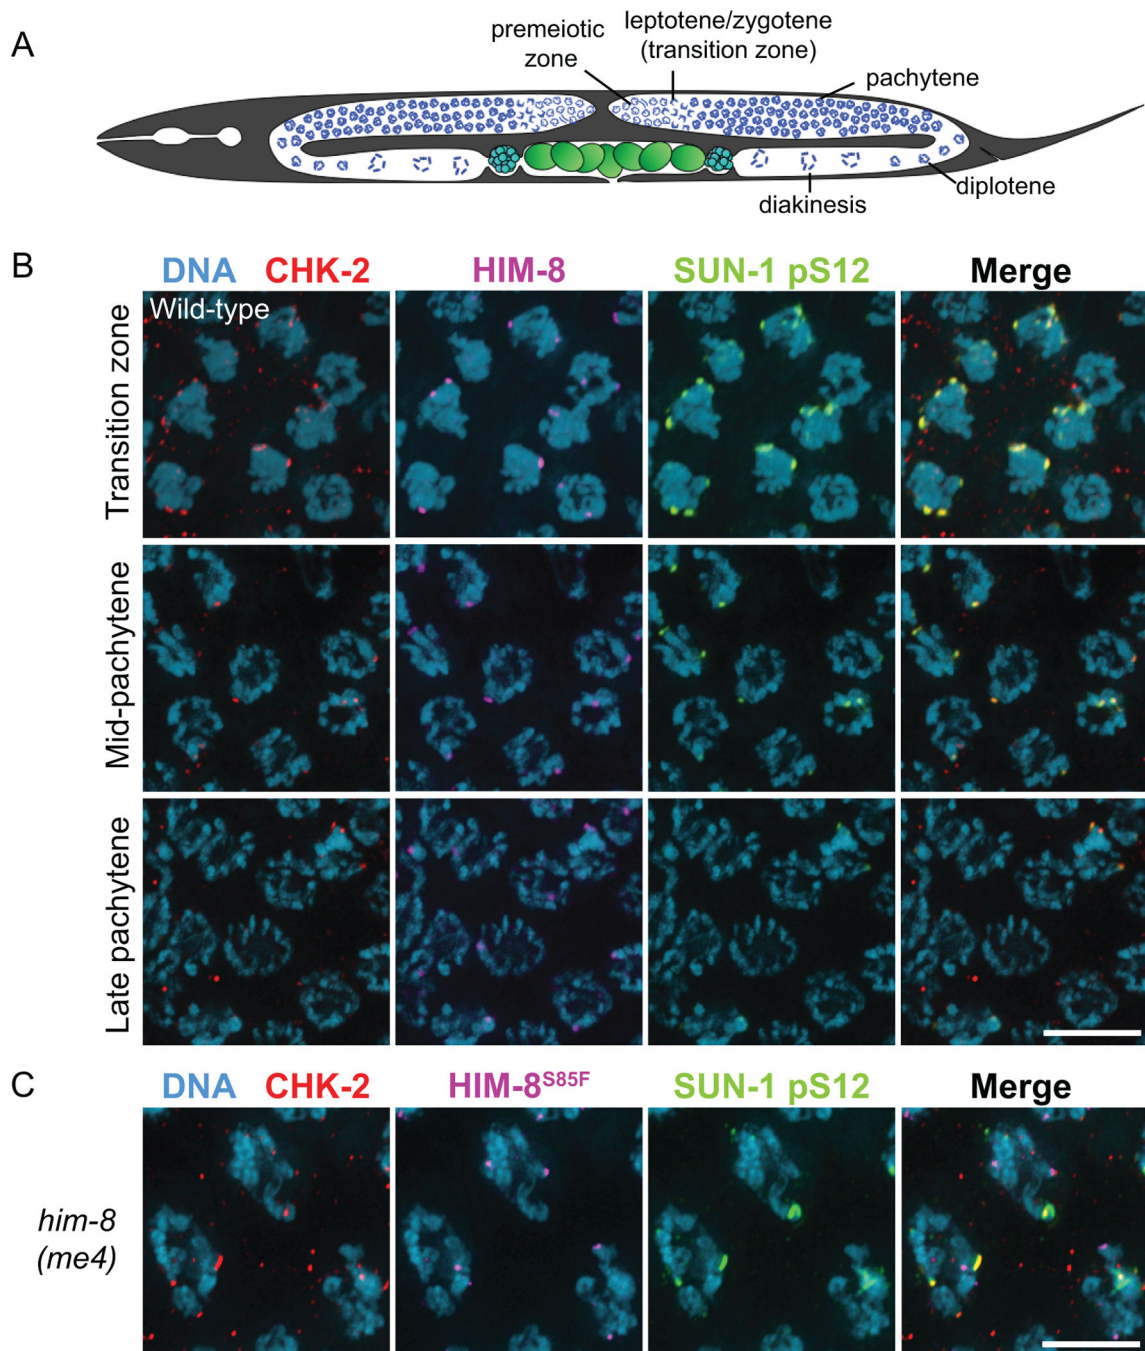 A
premeiotic
zone
leptotene/zygotene
(transition zone)
pachytene
diplotene
diakinesis
B
DNA CHK-2 HIM-8 SUN-1 pS12 Merge
Wild-type
Transition zone
Mid-pachytene
Late pachytene
C
DNA CHK-2 HIM-8S85F SUN-1 pS12 Merge
him-8
(me4)